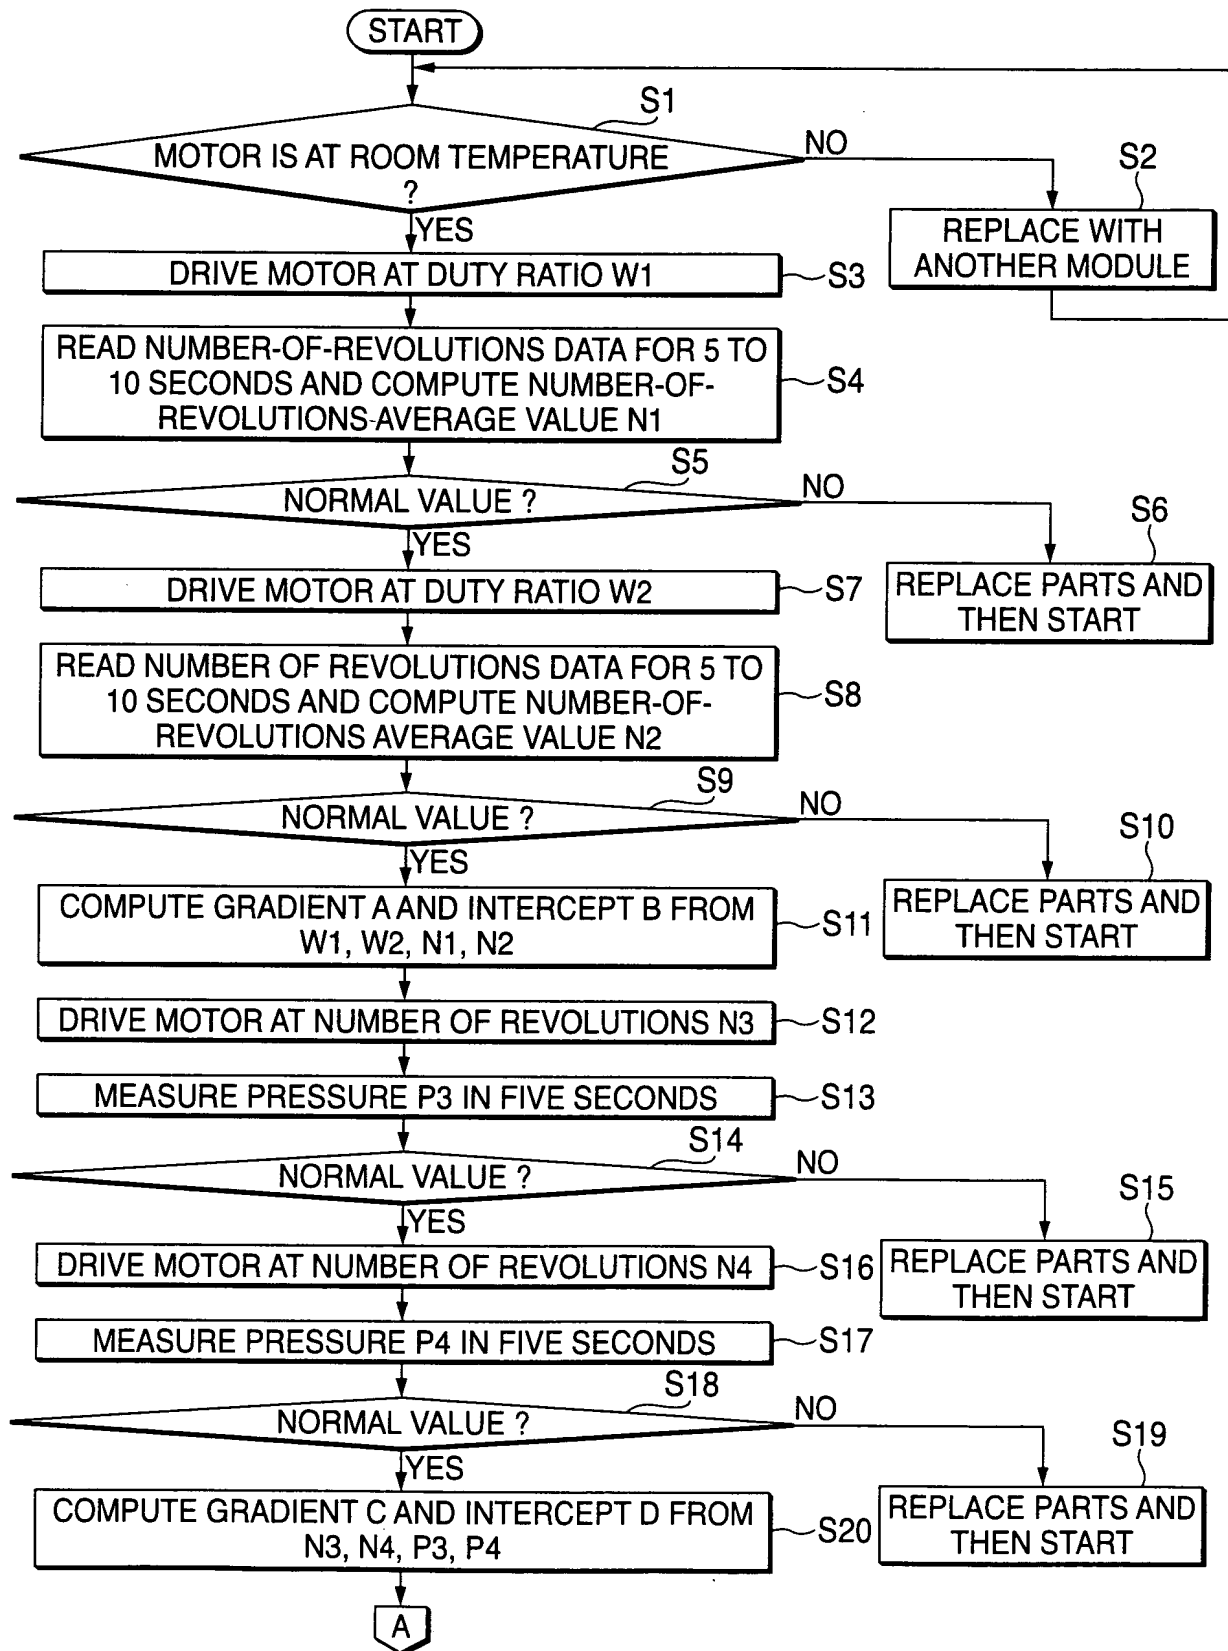 START
S1
MOTOR IS AT ROOM TEMPERATURE
?
NO
YES
S2
REPLACE WITH
ANOTHER MODULE
DRIVE MOTOR AT DUTY RATIO W1
S3
READ NUMBER-OF-REVOLUTIONS DATA FOR 5 TO
10 SECONDS AND COMPUTE NUMBER-OF-
REVOLUTIONS-AVERAGE VALUE N1
S4
S5
NORMAL VALUE ?
NO
YES
S6
REPLACE PARTS AND
THEN START
DRIVE MOTOR AT DUTY RATIO W2
S7
READ NUMBER OF REVOLUTIONS DATA FOR 5 TO
10 SECONDS AND COMPUTE NUMBER-OF-
REVOLUTIONS AVERAGE VALUE N2
S8
S9
NORMAL VALUE ?
NO
YES
S10
REPLACE PARTS AND
THEN START
COMPUTE GRADIENT A AND INTERCEPT B FROM
W1, W2, N1, N2
S11
DRIVE MOTOR AT NUMBER OF REVOLUTIONS N3
S12
MEASURE PRESSURE P3 IN FIVE SECONDS
S13
S14
NORMAL VALUE ?
NO
YES
S15
REPLACE PARTS AND
THEN START
DRIVE MOTOR AT NUMBER OF REVOLUTIONS N4
S16
MEASURE PRESSURE P4 IN FIVE SECONDS
S17
S18
NORMAL VALUE ?
NO
YES
S19
REPLACE PARTS AND
THEN START
COMPUTE GRADIENT C AND INTERCEPT D FROM
N3, N4, P3, P4
S20
A